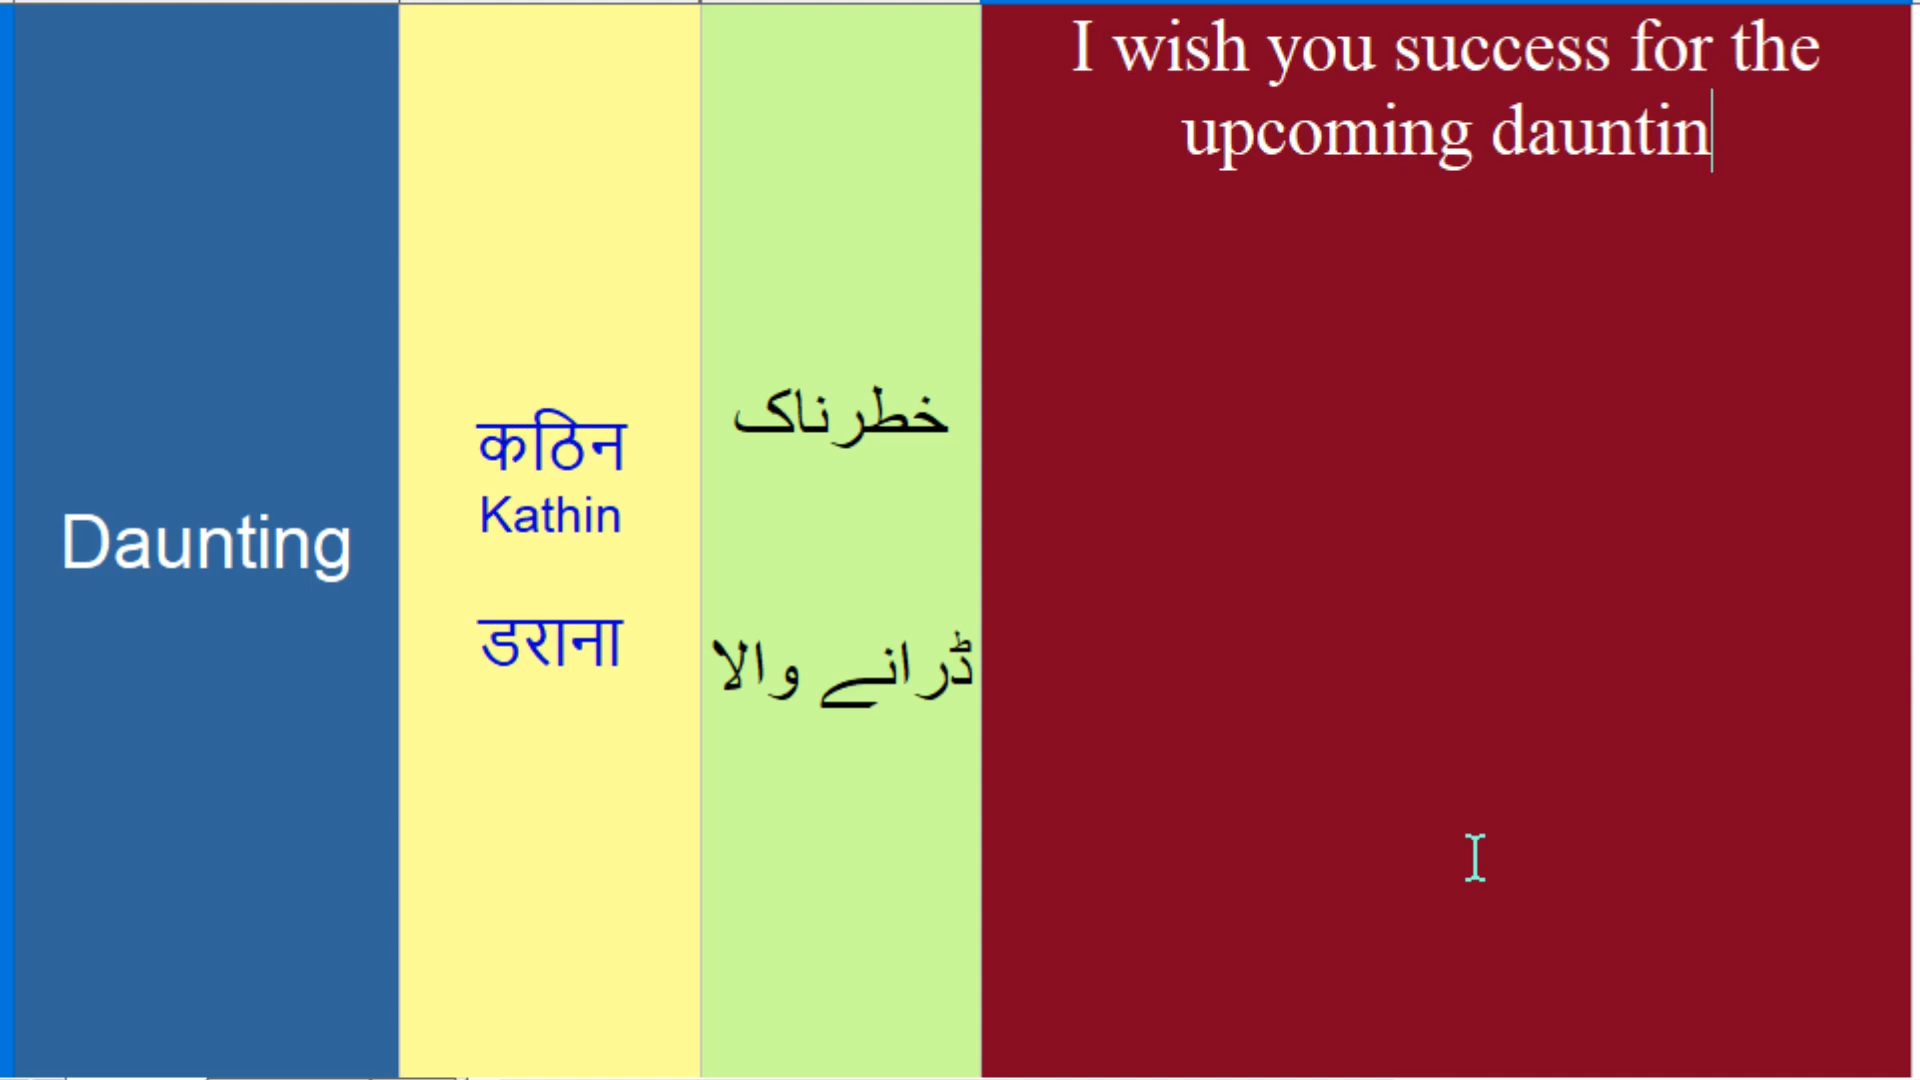 Daunting
कठिन
Kathin
डराना
خطرناک
ڈرانے والا
I wish you success for the
upcoming dauntin